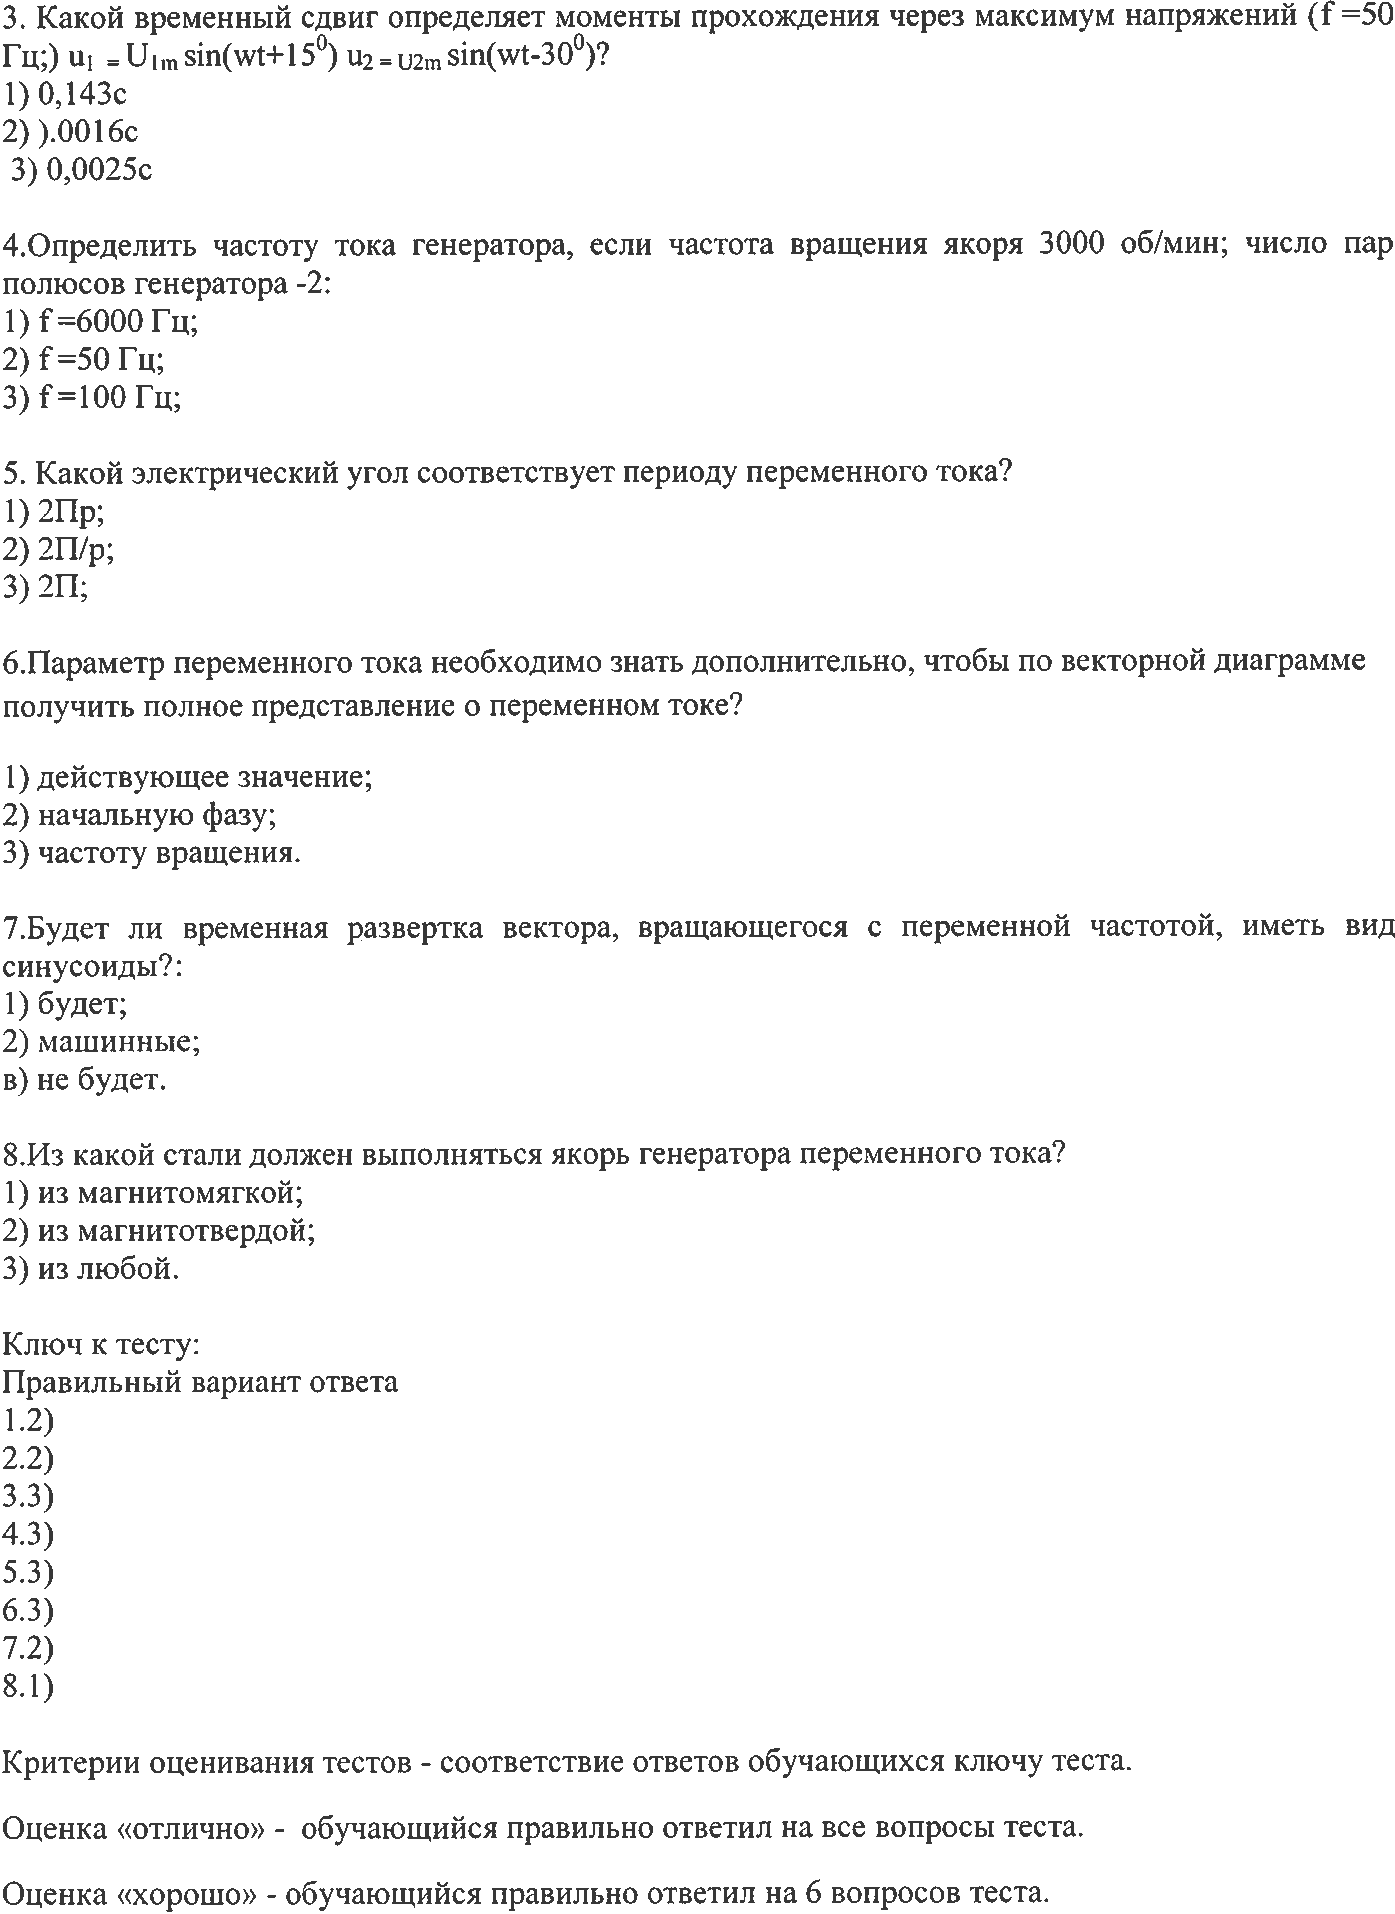 3. Какой временный сдвиг определяет моменты прохождения через максимум напряжений (f =50
Гц;) u1 = U1m sin(wt+15⁰) u2 = U2m sin(wt-30⁰)?
1) 0,143с
2) ).0016с
3) 0,0025с
4.Определить частоту тока генератора, если частота вращения якоря 3000 об/мин; число пар
полюсов генератора -2:
1) f =6000 Гц;
2) f =50 Гц;
3) f =100 Гц;
5. Какой электрический угол соответствует периоду переменного тока?
1) 2Пр;
2) 2П/р;
3) 2П;
6.Параметр переменного тока необходимо знать дополнительно, чтобы по векторной диаграмме
получить полное представление о переменном токе?
1) действующее значение;
2) начальную фазу;
3) частоту вращения.
7.Будет ли временная развертка вектора, вращающегося с переменной частотой, иметь вид
синусоиды?:
1) будет;
2) машинные;
в) не будет.
8.Из какой стали должен выполняться якорь генератора переменного тока?
1) из магнитомягкой;
2) из магнитотвердой;
3) из любой.
Ключ к тесту:
Правильный вариант ответа
1.2)
2.2)
3.3)
4.3)
5.3)
6.3)
7.2)
8.1)
Критерии оценивания тестов - соответствие ответов обучающихся ключу теста.
Оценка «отлично» - обучающийся правильно ответил на все вопросы теста.
Оценка «хорошо» - обучающийся правильно ответил на 6 вопросов теста.